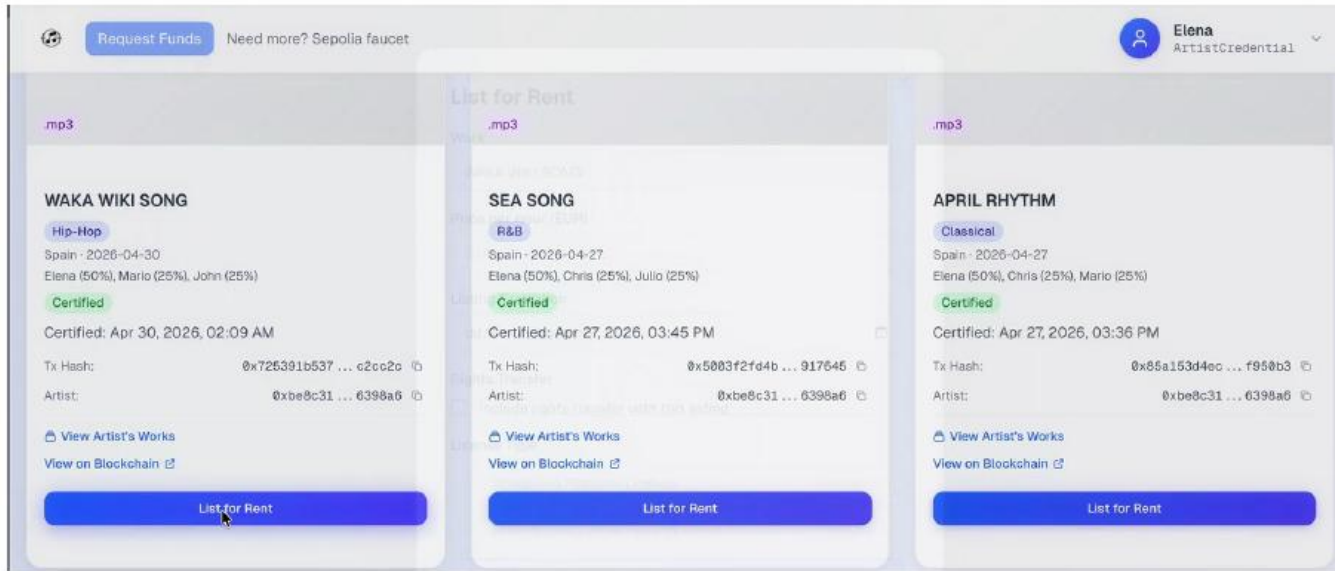 Request Funds
Need more? Sepolia faucet
Elena
ArtistCredential
List for Rent
.mp3
WAKA WIKI SONG
Hip-Hop
Spain · 2026-04-30
Elena (50%), Mario (25%), John (25%)
Certified
Certified: Apr 30, 2026, 02:09 AM
Tx Hash: 0x725391b537 ... c2cc2c
Artist: 0xbe8c31 ... 6398a6
View Artist's Works
View on Blockchain
List for Rent
.mp3
SEA SONG
R&B
Spain · 2026-04-27
Elena (50%), Chris (25%), Julio (25%)
Certified
Certified: Apr 27, 2026, 03:45 PM
Tx Hash: 0x5003f2fd4b ... 917645
Artist: 0xbe8c31 ... 6398a6
View Artist's Works
View on Blockchain
List for Rent
.mp3
APRIL RHYTHM
Classical
Spain · 2026-04-27
Elena (50%), Chris (25%), Mario (25%)
Certified
Certified: Apr 27, 2026, 03:36 PM
Tx Hash: 0x85a153d4ec ... f950b3
Artist: 0xbe8c31 ... 6398a6
View Artist's Works
View on Blockchain
List for Rent